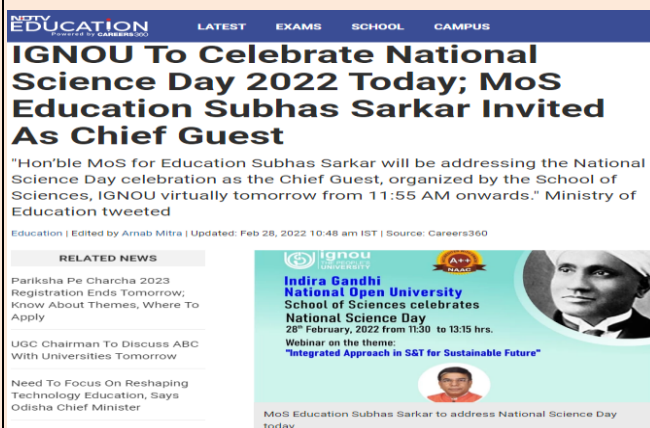 NDTV
EDUCATION
Powered by CAREERS360
LATEST EXAMS SCHOOL CAMPUS
IGNOU To Celebrate National
Science Day 2022 Today; MoS
Education Subhas Sarkar Invited
As Chief Guest
"Hon'ble MoS for Education Subhas Sarkar will be addressing the National
Science Day celebration as the Chief Guest, organized by the School of
Sciences, IGNOU virtually tomorrow from 11:55 AM onwards." Ministry of
Education tweeted
Education | Edited by Arnab Mitra | Updated: Feb 28, 2022 10:48 am IST | Source: Careers360
RELATED NEWS
Pariksha Pe Charcha 2023
Registration Ends Tomorrow;
Know About Themes, Where To
Apply
UGC Chairman To Discuss ABC
With Universities Tomorrow
Need To Focus On Reshaping
Technology Education, Says
Odisha Chief Minister
ignou
THE PEOPLE'S
UNIVERSITY
A++
NAAC
Indira Gandhi
National Open University
School of Sciences celebrates
National Science Day
28th February, 2022 from 11:30 to 13:15 hrs.
Webinar on the theme:
"Integrated Approach in S&T for Sustainable Future"
MoS Education Subhas Sarkar to address National Science Day
today